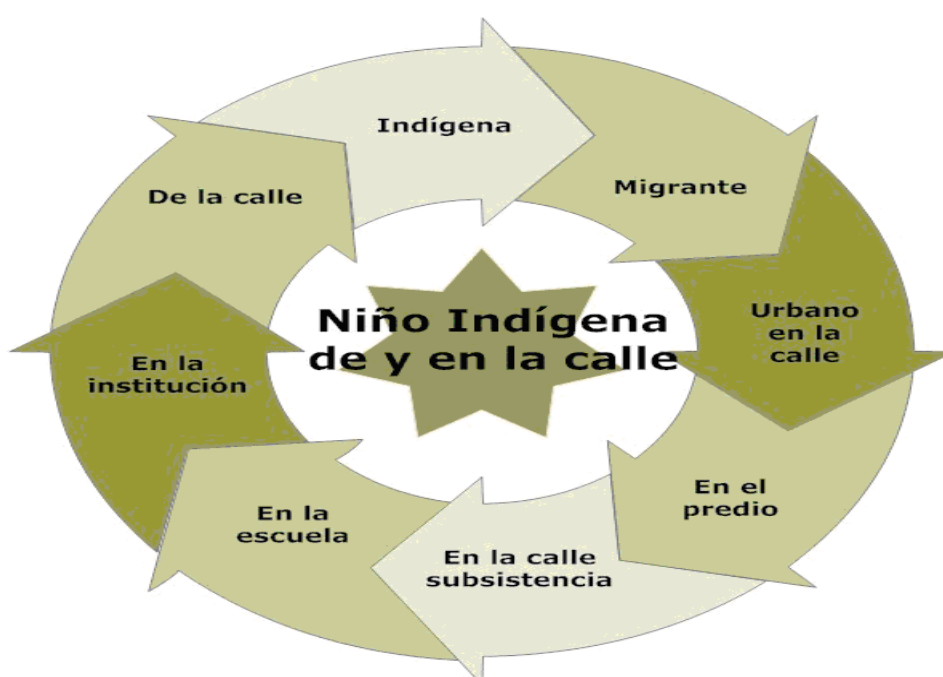 Indígena
Migrante
Urbano
en la
calle
En el
predio
En la calle
subsistencia
En la
escuela
En la
institución
De la calle
Niño Indígena
de y en la calle